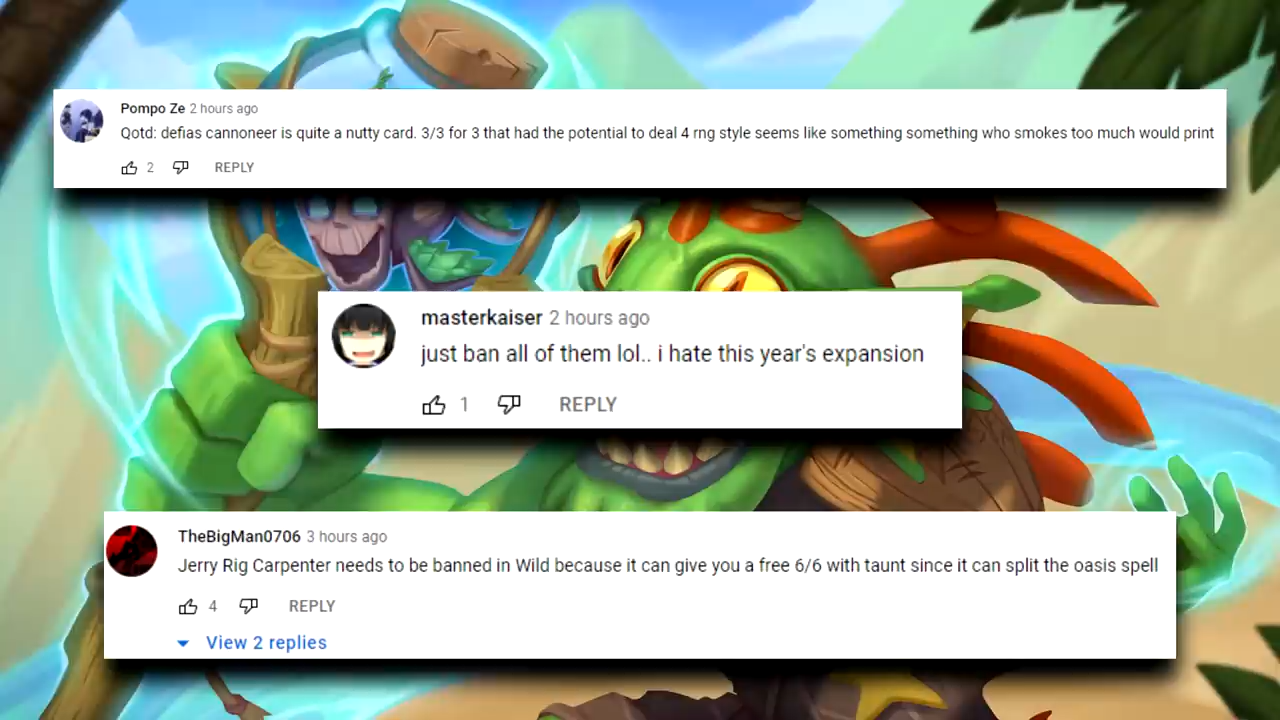 Pompo Ze 2 hours ago
Qotd: defias cannoneer is quite a nutty card. 3/3 for 3 that had the potential to deal 4 rng style seems like something something who smokes too much would print
2 REPLY
masterkaiser 2 hours ago
just ban all of them lol.. i hate this year's expansion
1 REPLY
TheBigMan0706 3 hours ago
Jerry Rig Carpenter needs to be banned in Wild because it can give you a free 6/6 with taunt since it can split the oasis spell
4 REPLY
View 2 replies